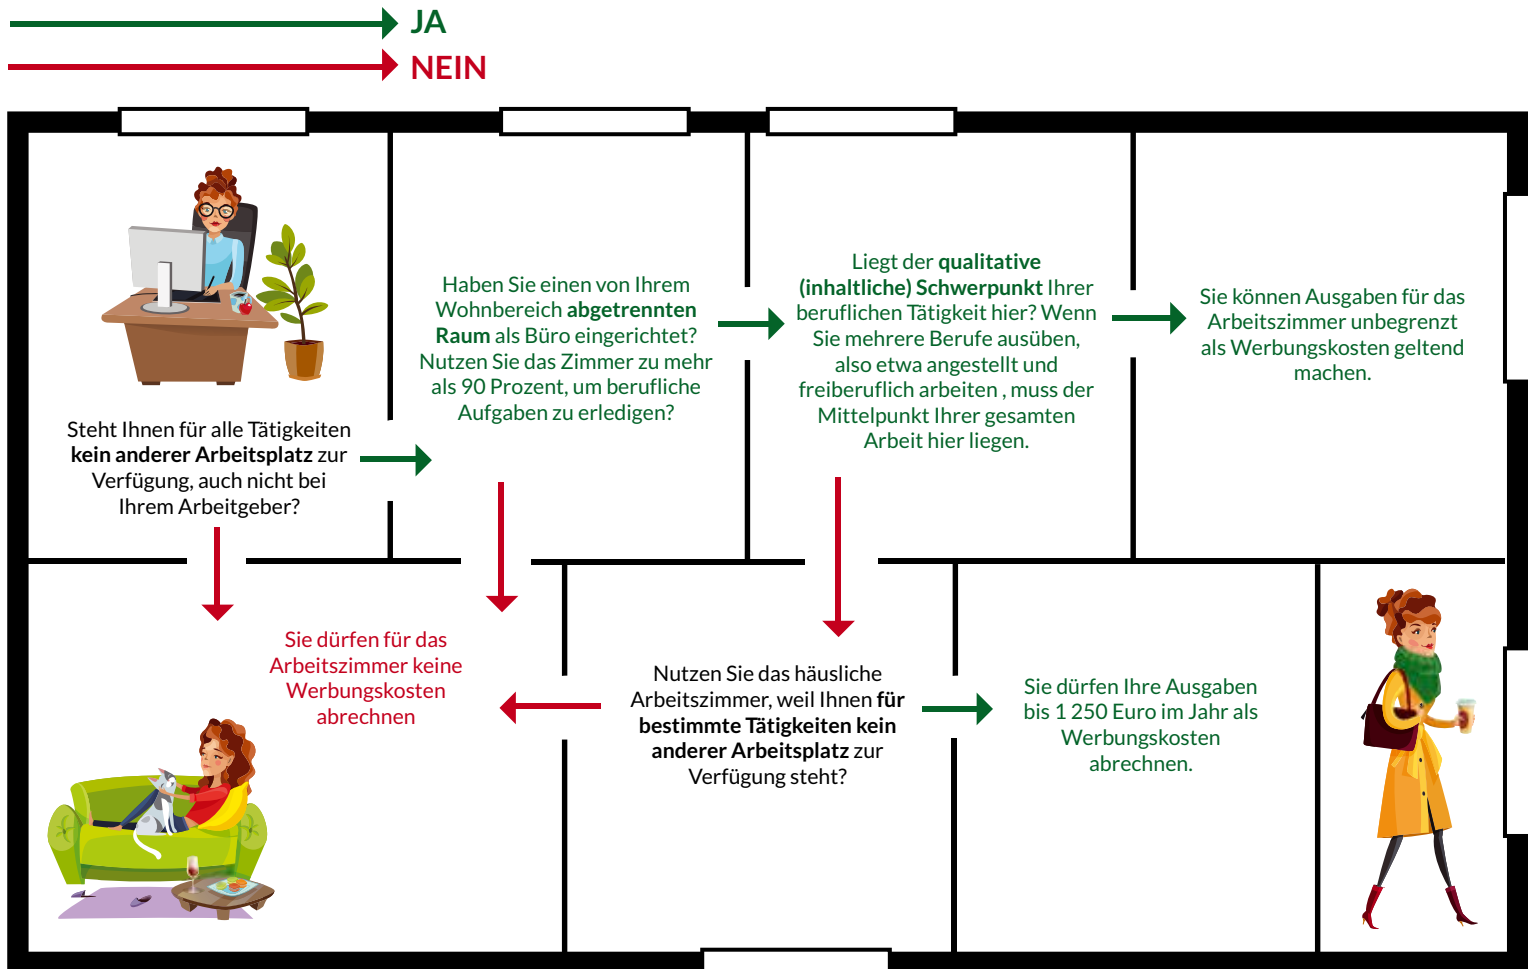 JA
NEIN
Steht Ihnen für alle Tätigkeiten
kein anderer Arbeitsplatz zur
Verfügung, auch nicht bei
Ihrem Arbeitgeber?
Haben Sie einen von Ihrem
Wohnbereich abgetrennten
Raum als Büro eingerichtet?
Nutzen Sie das Zimmer zu mehr
als 90 Prozent, um berufliche
Aufgaben zu erledigen?
Liegt der qualitative
(inhaltliche) Schwerpunkt Ihrer
beruflichen Tätigkeit hier? Wenn
Sie mehrere Berufe ausüben,
also etwa angestellt und
freiberuflich arbeiten , muss der
Mittelpunkt Ihrer gesamten
Arbeit hier liegen.
Sie können Ausgaben für das
Arbeitszimmer unbegrenzt
als Werbungskosten geltend
machen.
Sie dürfen für das
Arbeitszimmer keine
Werbungskosten
abrechnen
Nutzen Sie das häusliche
Arbeitszimmer, weil Ihnen für
bestimmte Tätigkeiten kein
anderer Arbeitsplatz zur
Verfügung steht?
Sie dürfen Ihre Ausgaben
bis 1 250 Euro im Jahr als
Werbungskosten
abrechnen.